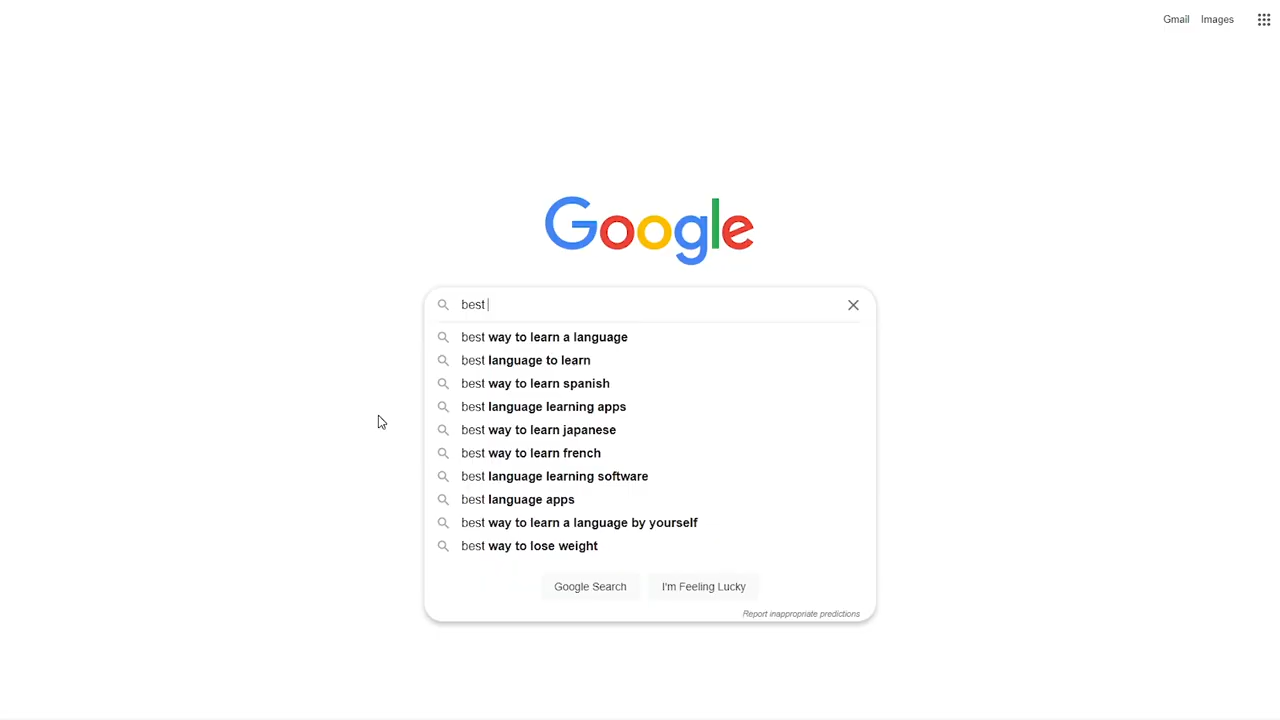 Gmail Images
Google
best
best way to learn a language
best language to learn
best way to learn spanish
best language learning apps
best way to learn japanese
best way to learn french
best language learning software
best language apps
best way to learn a language by yourself
best way to lose weight
Google Search I'm Feeling Lucky
Report inappropriate predictions